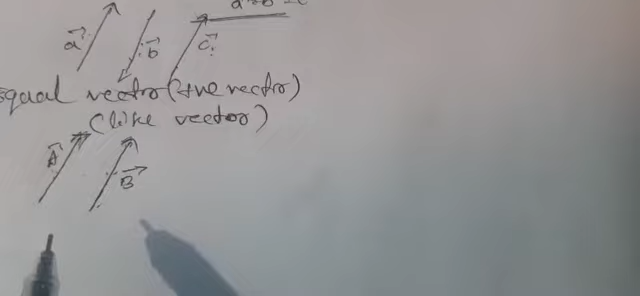 a⃗ b⃗ c⃗
equal vector (+ve vector)
(like vector)
A⃗ B⃗